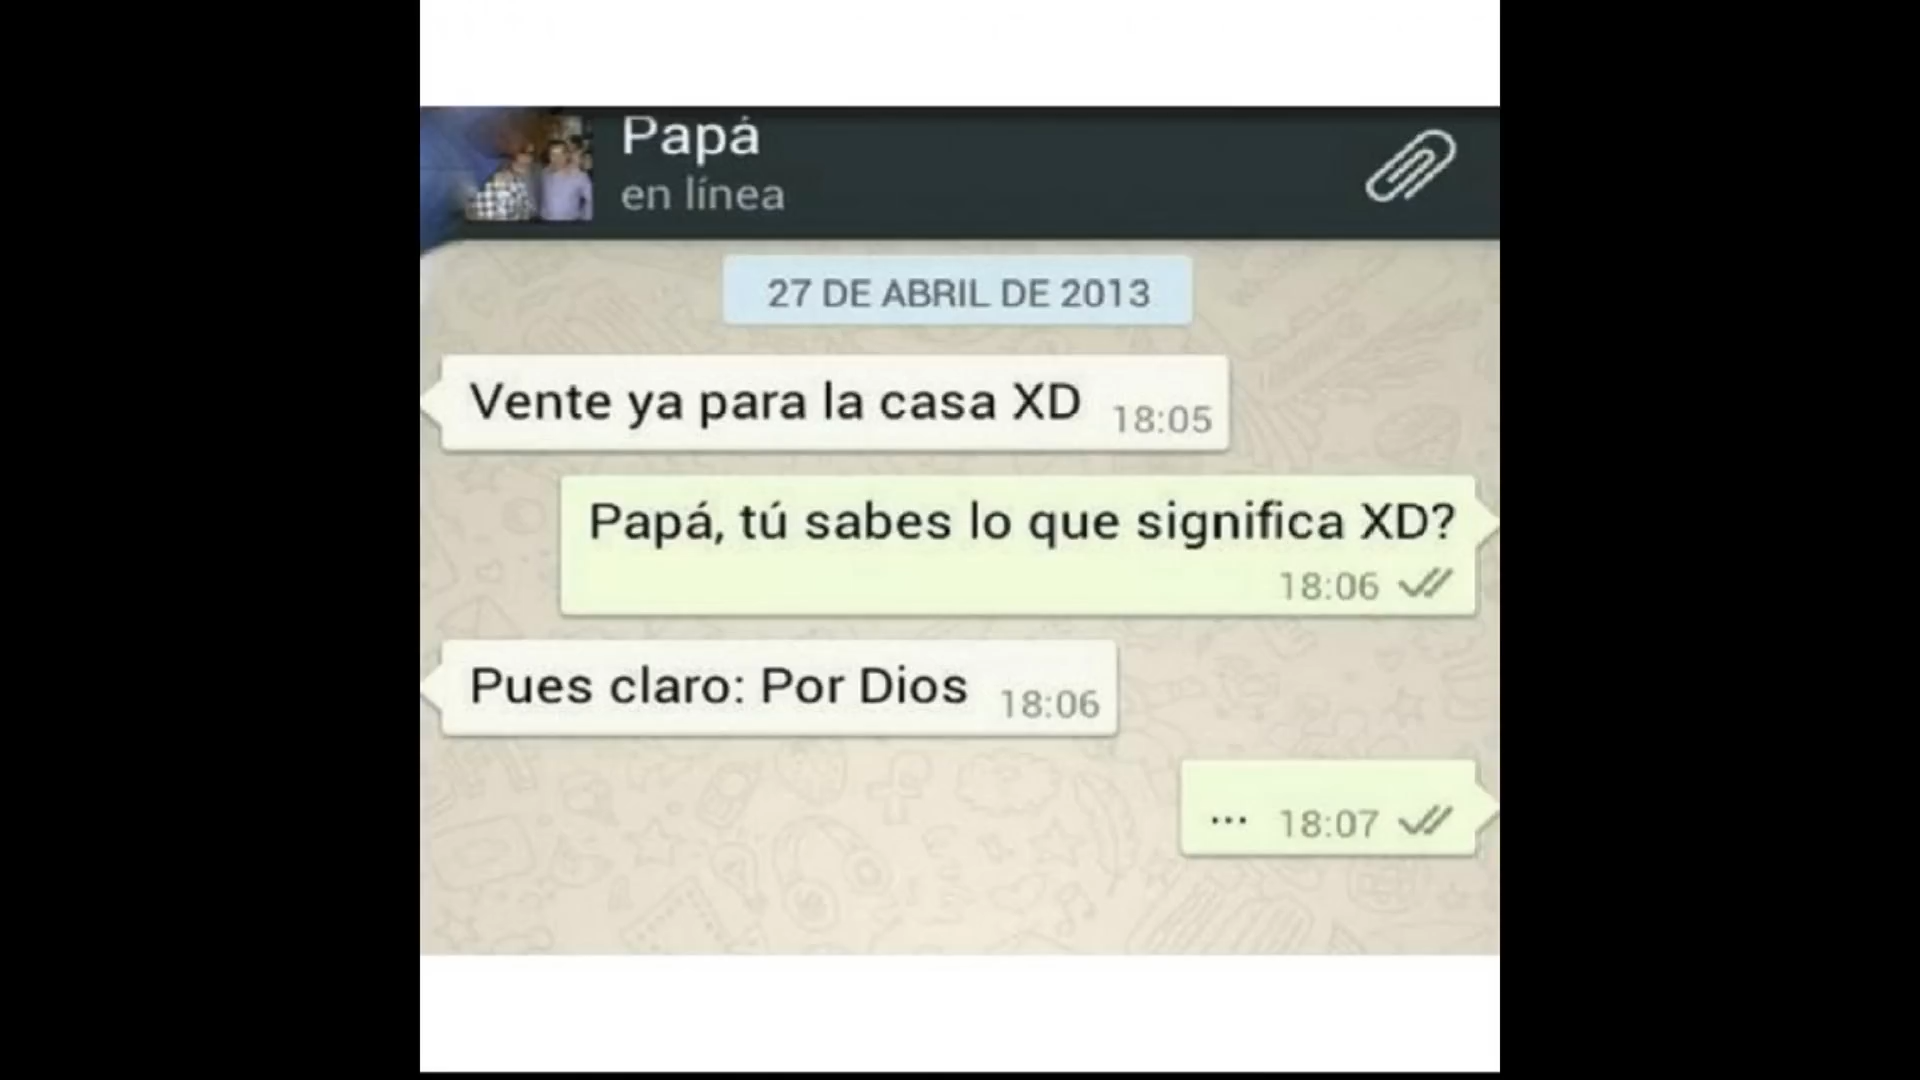 Papá
en línea
27 DE ABRIL DE 2013
Vente ya para la casa XD 18:05
Papá, tú sabes lo que significa XD?
18:06
Pues claro: Por Dios 18:06
... 18:07